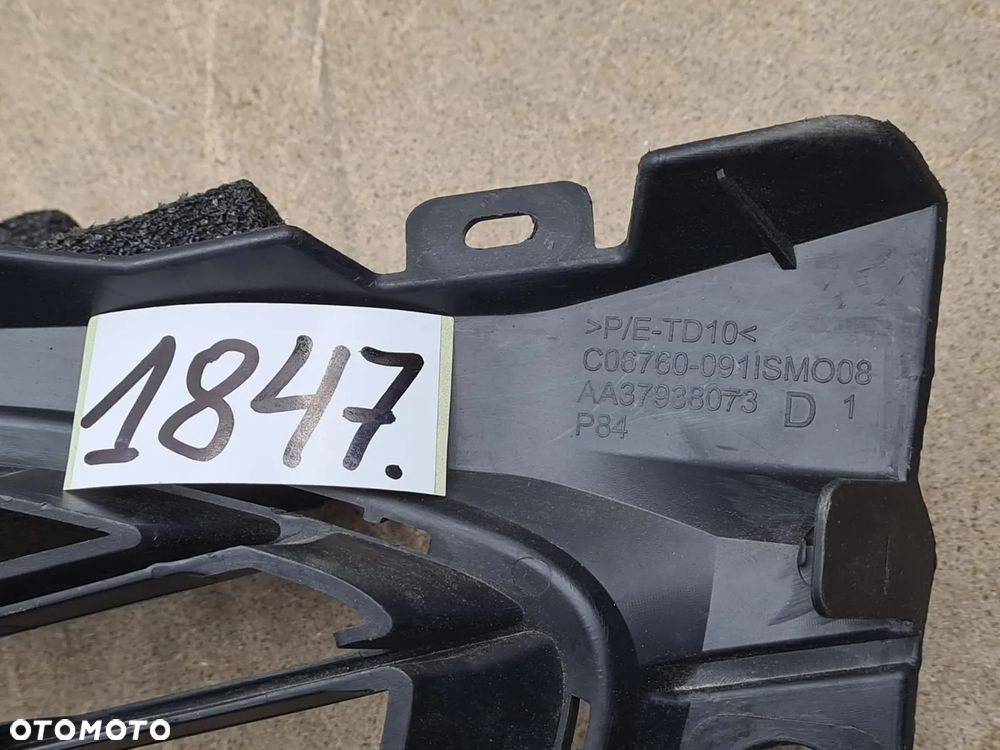 >P/E-TD10<
C06760-091ISMO08
AA37938073 D 1
P84
1847.
OTOMOTO